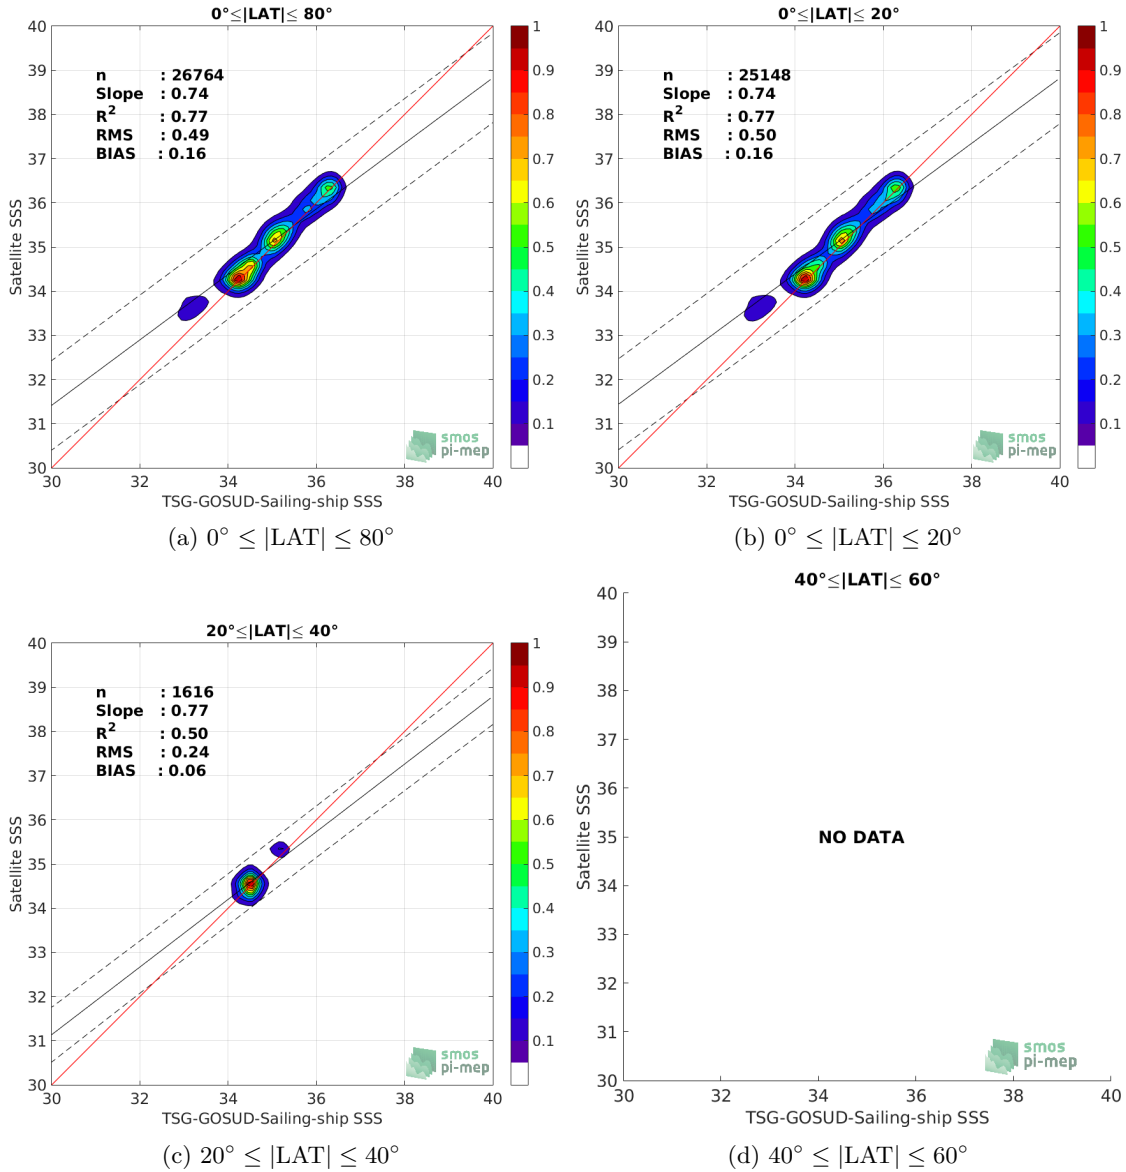 0°≤|LAT|≤ 80°
40
39
38
37
36
35
34
33
32
31
30
Satellite SSS
n : 26764
Slope : 0.74
R2 : 0.77
RMS : 0.49
BIAS : 0.16
smos
pi-mep
30 32 34 36 38 40
TSG-GOSUD-Sailing-ship SSS
1
0.9
0.8
0.7
0.6
0.5
0.4
0.3
0.2
0.1
(a) 0° ≤ |LAT| ≤ 80°
0°≤|LAT|≤ 20°
40
39
38
37
36
35
34
33
32
31
30
Satellite SSS
n : 25148
Slope : 0.74
R2 : 0.77
RMS : 0.50
BIAS : 0.16
smos
pi-mep
30 32 34 36 38 40
TSG-GOSUD-Sailing-ship SSS
1
0.9
0.8
0.7
0.6
0.5
0.4
0.3
0.2
0.1
(b) 0° ≤ |LAT| ≤ 20°
20°≤|LAT|≤ 40°
40
39
38
37
36
35
34
33
32
31
30
Satellite SSS
n : 1616
Slope : 0.77
R2 : 0.50
RMS : 0.24
BIAS : 0.06
smos
pi-mep
30 32 34 36 38 40
TSG-GOSUD-Sailing-ship SSS
1
0.9
0.8
0.7
0.6
0.5
0.4
0.3
0.2
0.1
(c) 20° ≤ |LAT| ≤ 40°
40°≤|LAT|≤ 60°
40
39
38
37
36
35
34
33
32
31
30
Satellite SSS
NO DATA
smos
pi-mep
30 32 34 36 38 40
TSG-GOSUD-Sailing-ship SSS
(d) 40° ≤ |LAT| ≤ 60°